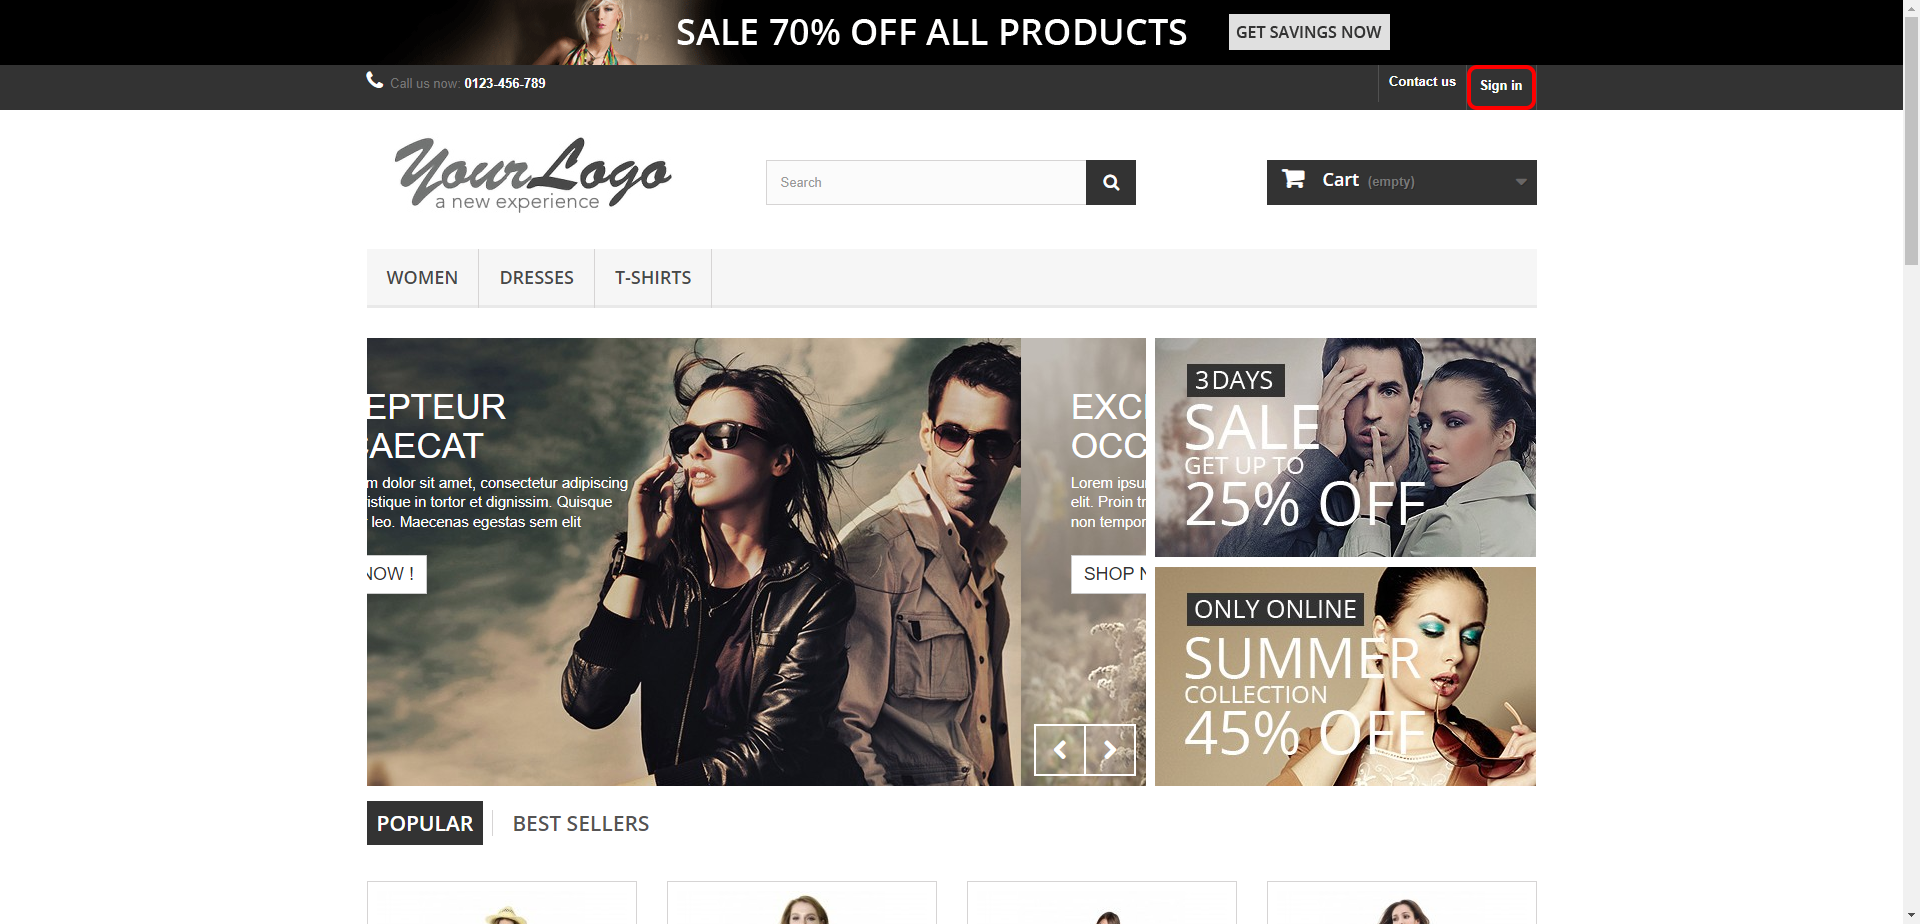 SALE 70% OFF ALL PRODUCTS
GET SAVINGS NOW
Call us now: 0123-456-789
Contact us
Sign in
YourLogo
a new experience
Search
Cart (empty)
WOMEN
DRESSES
T-SHIRTS
EPTEUR
CAECAT
m dolor sit amet, consectetur adipiscing
istique in tortor et dignissim. Quisque
leo. Maecenas egestas sem elit
NOW !
EXC
OCC
Lorem ipsu
elit. Proin tr
non tempor
SHOP N
3DAYS
SALE
GET UP TO
25% OFF
ONLY ONLINE
SUMMER
COLLECTION
45% OFF
POPULAR
BEST SELLERS